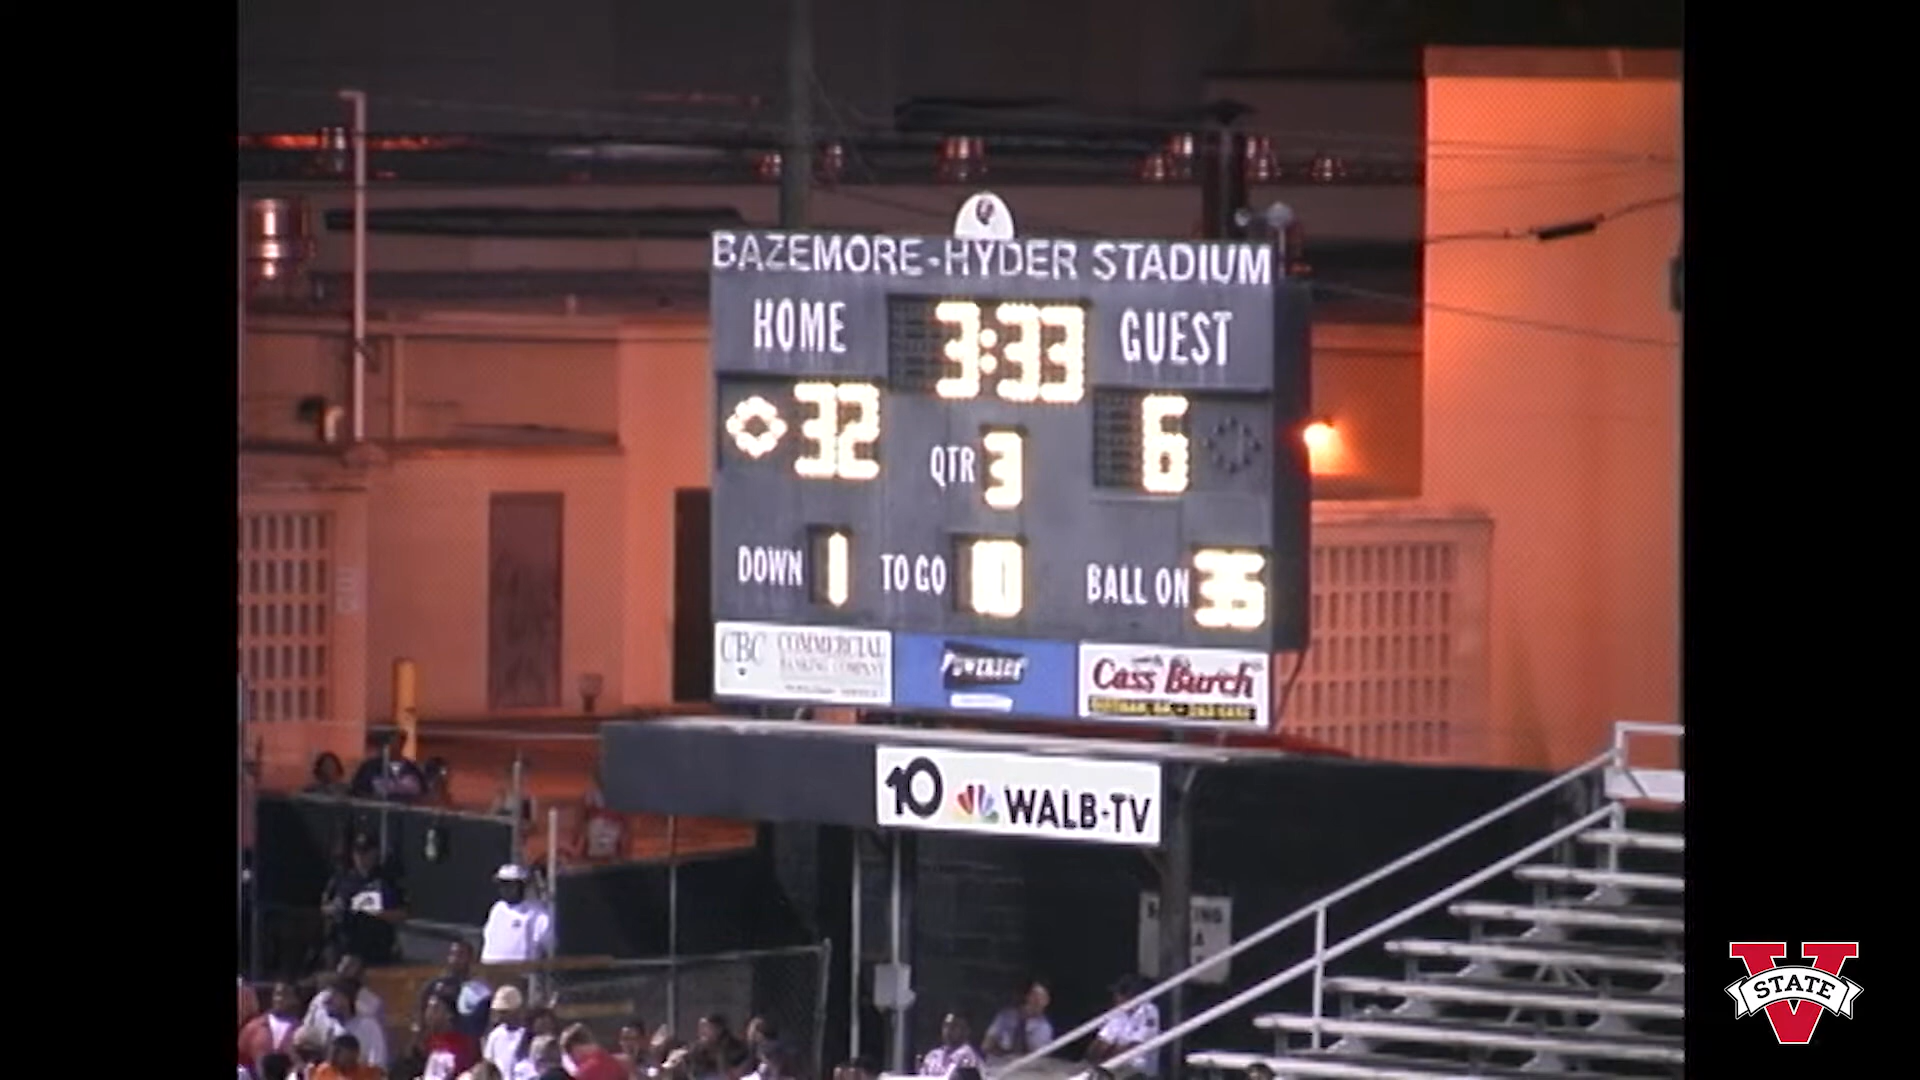 BAZEMORE-HYDER STADIUM
HOME 3:33 GUEST
32 6
QTR 3
DOWN 1 TO GO 10 BALL ON 35
CBC COMMERCIAL
BANKING COMPANY
POWERADE
Cass Burch
10 WALB-TV
V
STATE